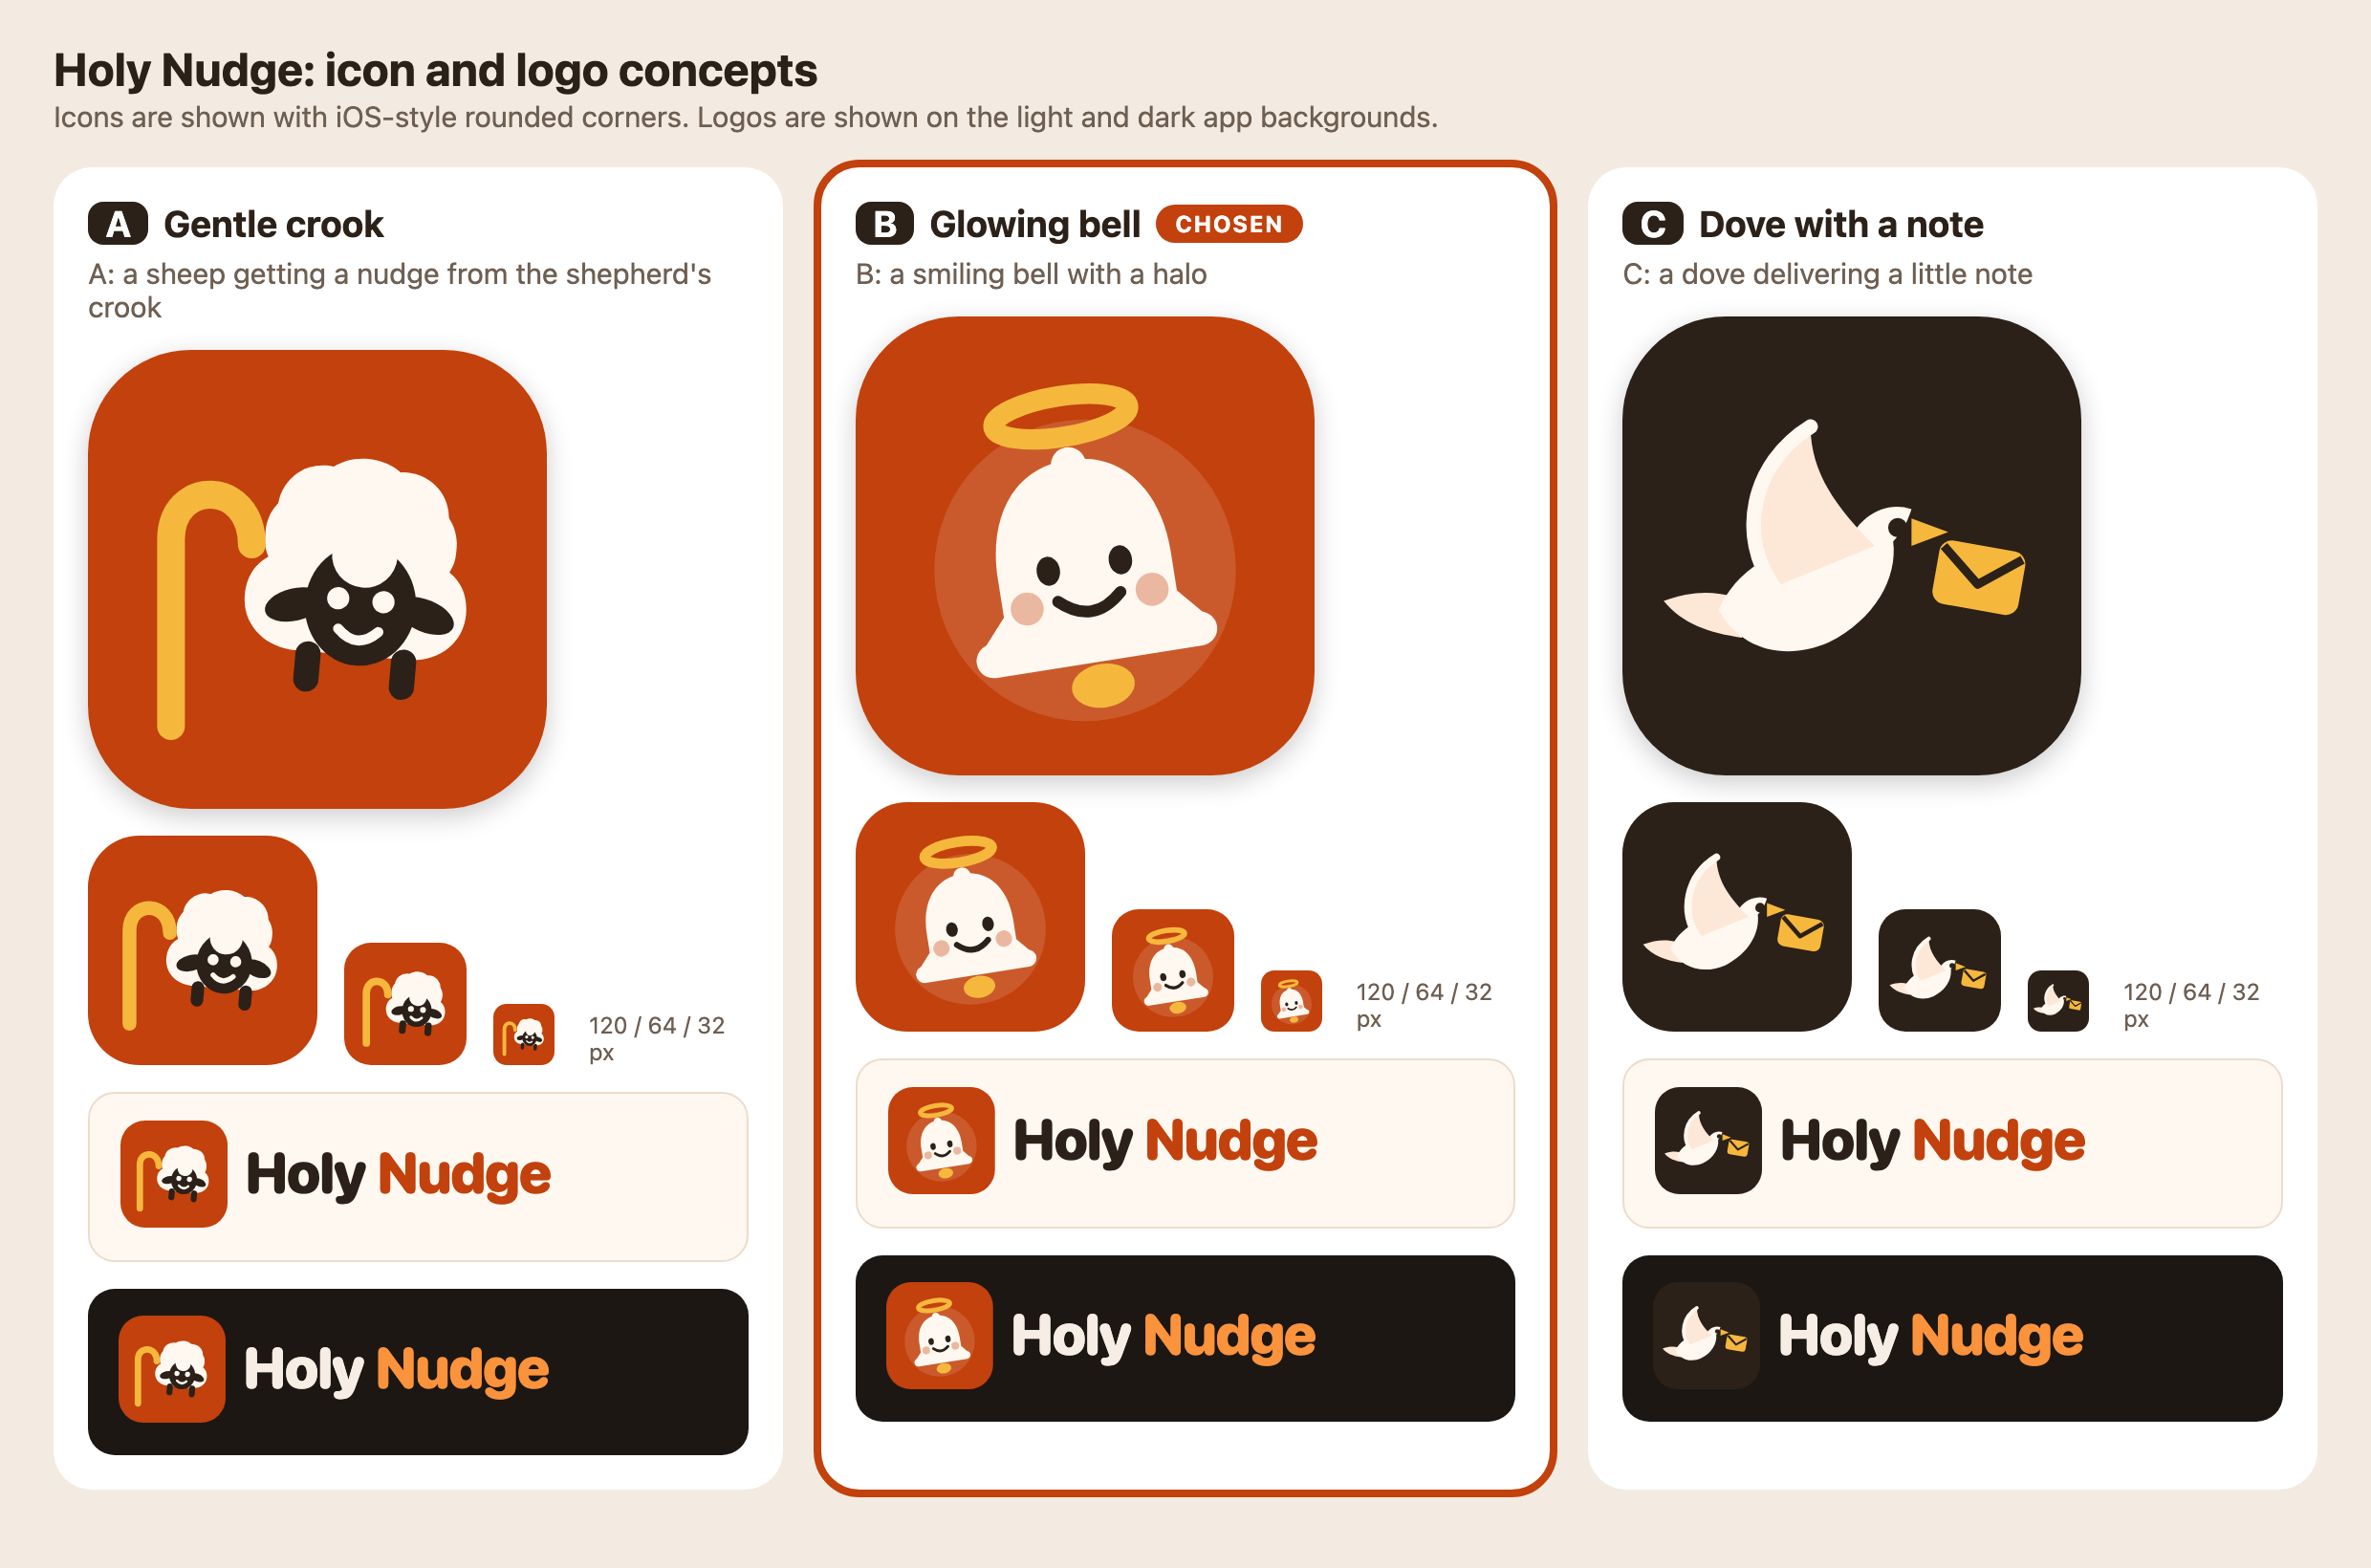 Holy Nudge: icon and logo concepts
Icons are shown with iOS-style rounded corners. Logos are shown on the light and dark app backgrounds.
A Gentle crook
A: a sheep getting a nudge from the shepherd's
crook
120 / 64 / 32
px
Holy Nudge
Holy Nudge
B Glowing bell CHOSEN
B: a smiling bell with a halo
120 / 64 / 32
px
Holy Nudge
Holy Nudge
C Dove with a note
C: a dove delivering a little note
120 / 64 / 32
px
Holy Nudge
Holy Nudge